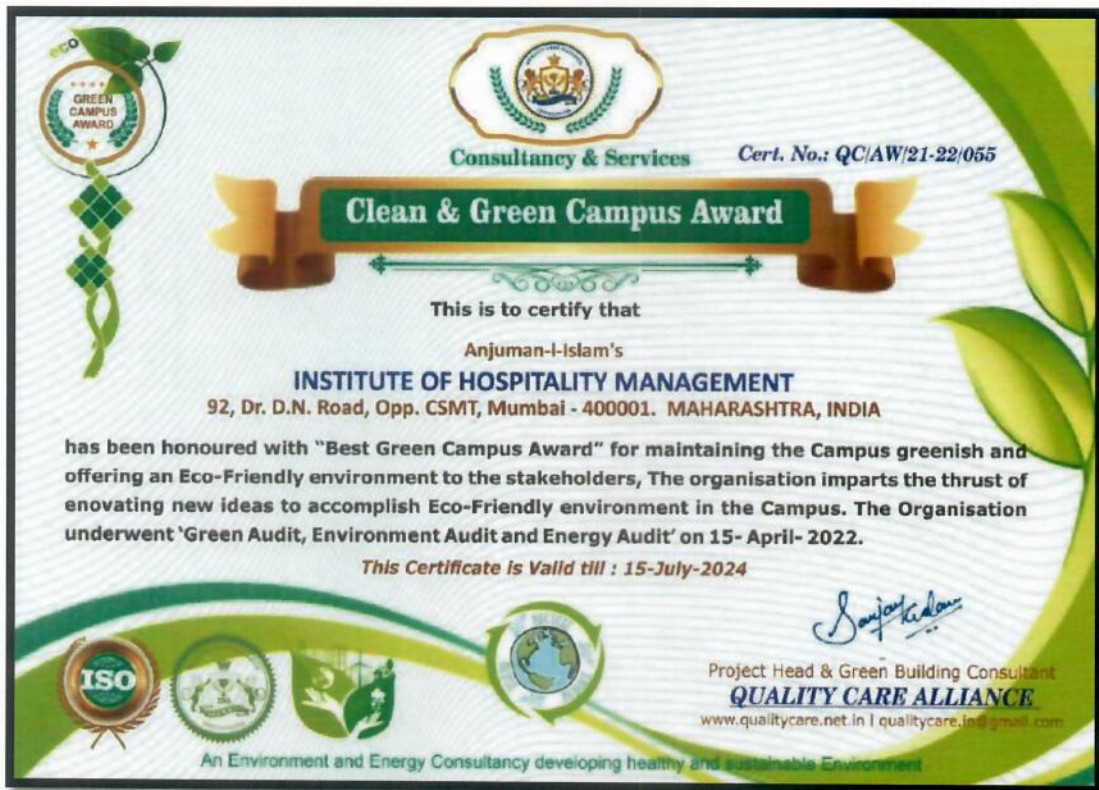 eco
GREEN
CAMPUS
AWARD
Consultancy & Services
Cert. No.: QC/AW/21-22/055
Clean & Green Campus Award
This is to certify that
Anjuman-I-Islam's
INSTITUTE OF HOSPITALITY MANAGEMENT
92, Dr. D.N. Road, Opp. CSMT, Mumbai - 400001. MAHARASHTRA, INDIA
has been honoured with "Best Green Campus Award" for maintaining the Campus greenish and
offering an Eco-Friendly environment to the stakeholders, The organisation imparts the thrust of
enovating new ideas to accomplish Eco-Friendly environment in the Campus. The Organisation
underwent 'Green Audit, Environment Audit and Energy Audit' on 15- April- 2022.
This Certificate is Valid till : 15-July-2024
Project Head & Green Building Consultant
QUALITY CARE ALLIANCE
www.qualitycare.net.in I qualitycare.in@gmail.com
ISO
An Environment and Energy Consultancy developing healthy and sustainable Environment